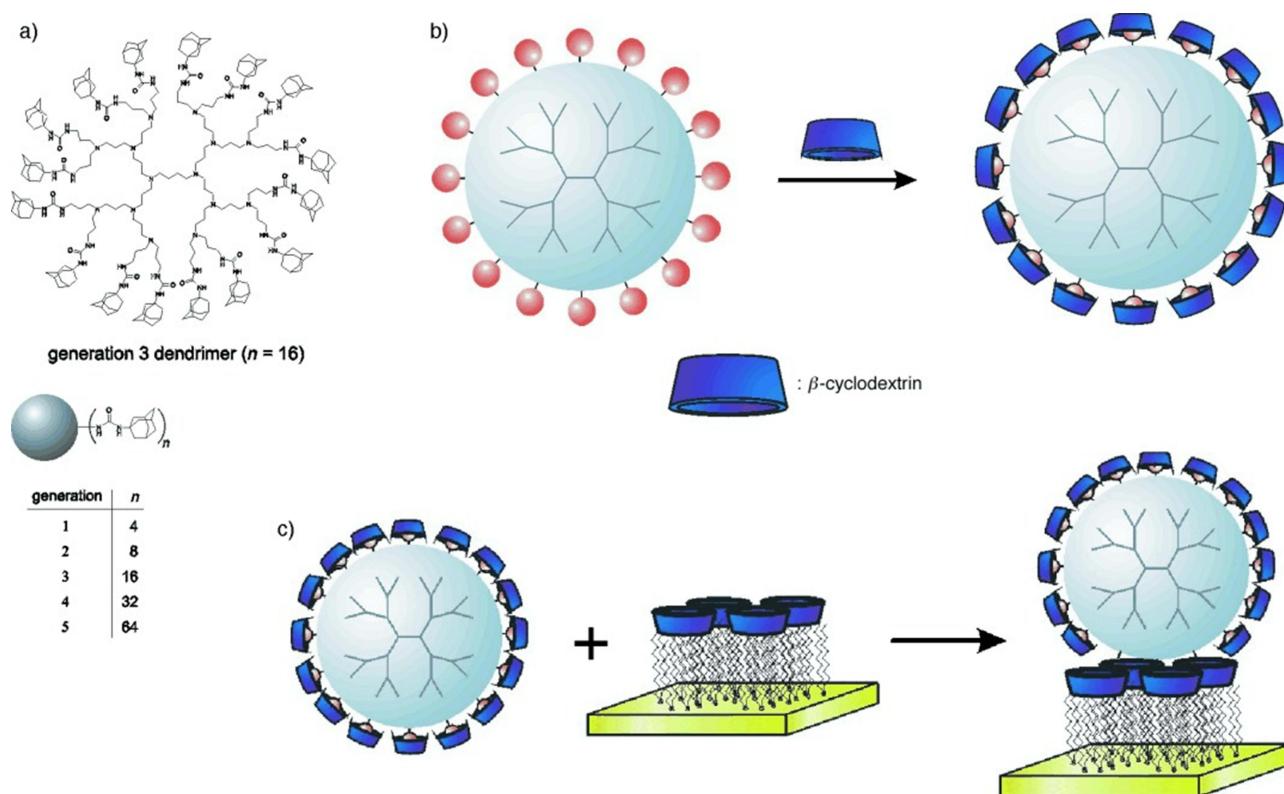 a)
b)
generation 3 dendrimer (n = 16)
: β-cyclodextrin
n
generation n
1 4
2 8
3 16
4 32
5 64
c)
+